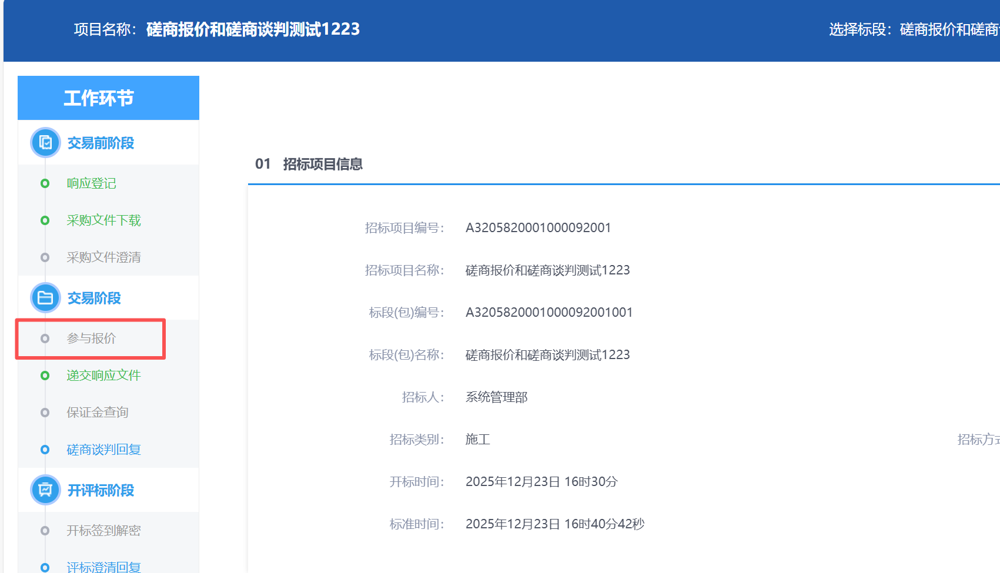 项目名称：磋商报价和磋商谈判测试1223
选择标段：磋商报价和磋商
工作环节
交易前阶段
响应登记
采购文件下载
采购文件澄清
交易阶段
参与报价
递交响应文件
保证金查询
磋商谈判回复
开评标阶段
开标签到解密
评标澄清回复
01 招标项目信息
招标项目编号： A3205820001000092001
招标项目名称： 磋商报价和磋商谈判测试1223
标段(包)编号： A3205820001000092001001
标段(包)名称： 磋商报价和磋商谈判测试1223
招标人： 系统管理部
招标类别： 施工
招标方式
开标时间： 2025年12月23日 16时30分
标准时间： 2025年12月23日 16时40分42秒